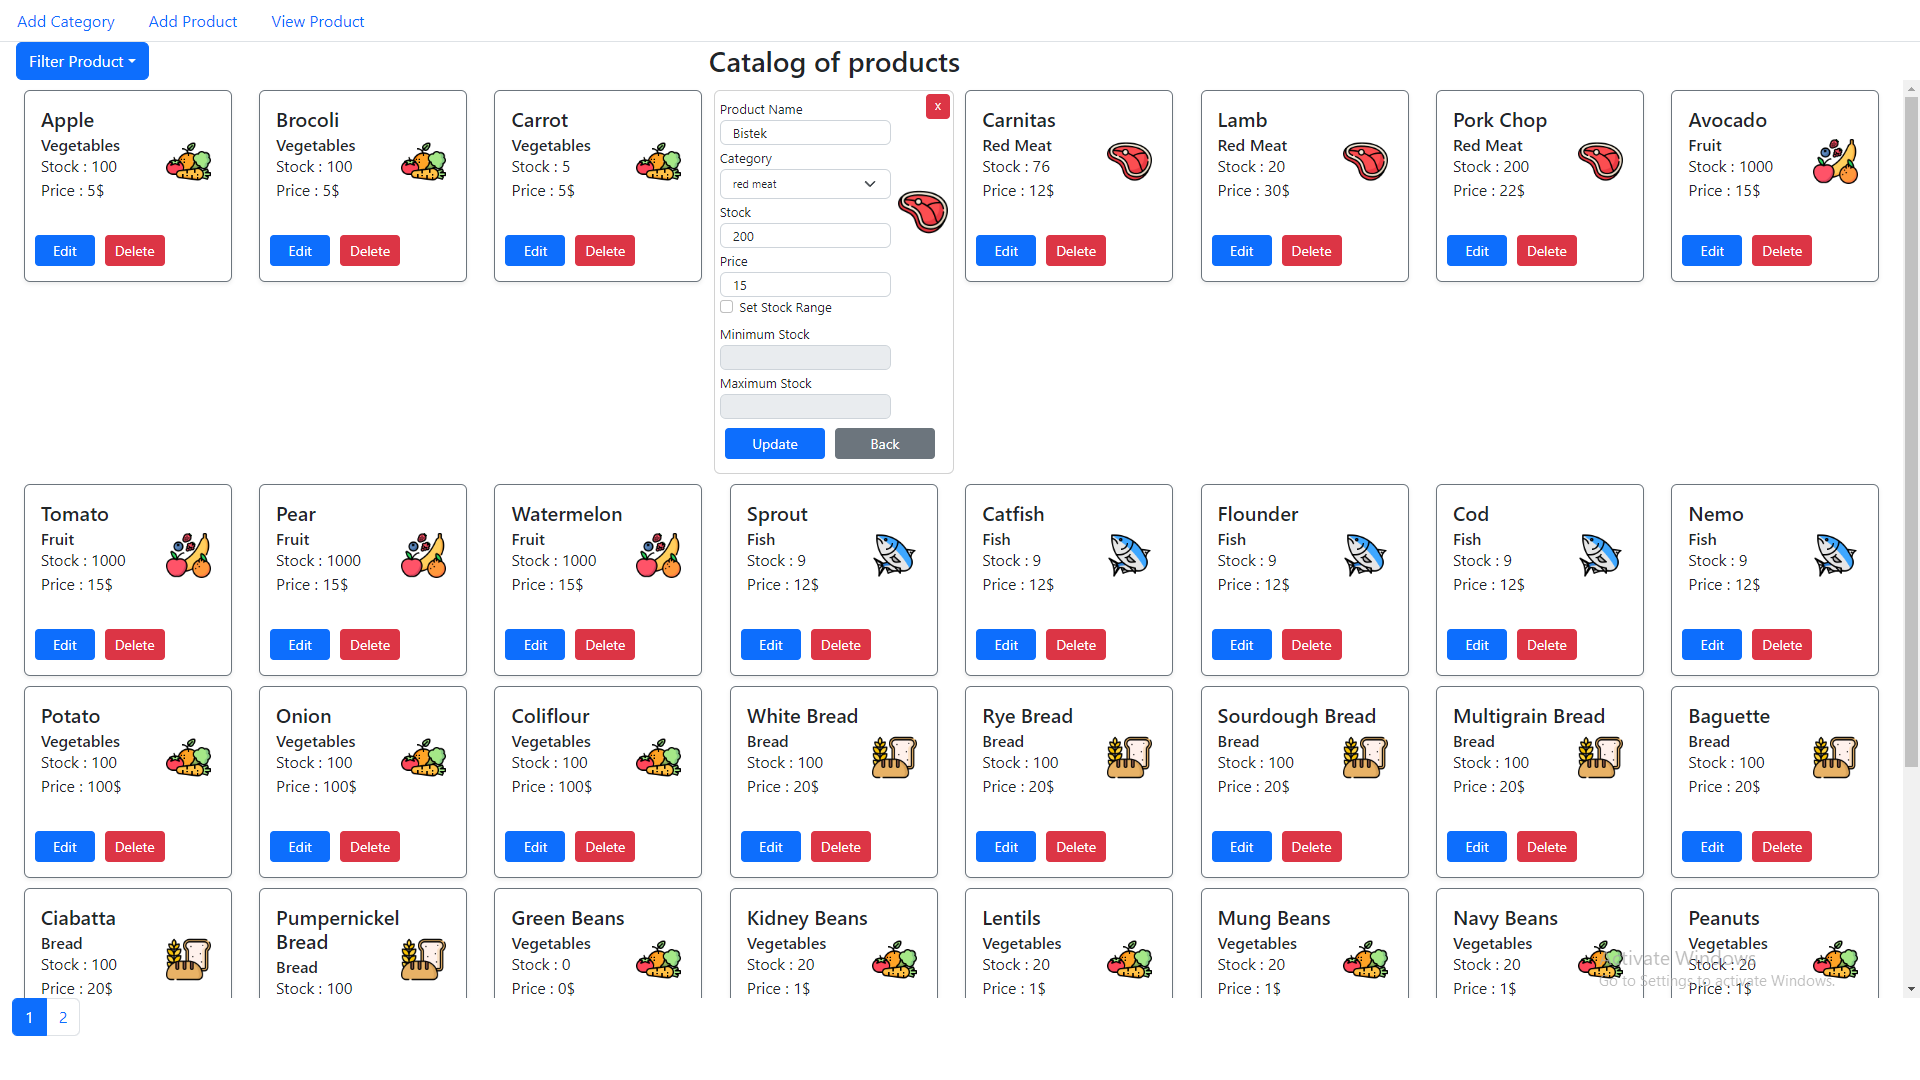 Add Category
Add Product
View Product
Filter Product
Catalog of products
Apple
Vegetables
Stock : 100
Price : 5$
Edit
Delete
Brocoli
Vegetables
Stock : 100
Price : 5$
Edit
Delete
Carrot
Vegetables
Stock : 5
Price : 5$
Edit
Delete
x
Product Name
Bistek
Category
red meat
Stock
200
Price
15
Set Stock Range
Minimum Stock
Maximum Stock
Update
Back
Carnitas
Red Meat
Stock : 76
Price : 12$
Edit
Delete
Lamb
Red Meat
Stock : 20
Price : 30$
Edit
Delete
Pork Chop
Red Meat
Stock : 200
Price : 22$
Edit
Delete
Avocado
Fruit
Stock : 1000
Price : 15$
Edit
Delete
Tomato
Fruit
Stock : 1000
Price : 15$
Edit
Delete
Pear
Fruit
Stock : 1000
Price : 15$
Edit
Delete
Watermelon
Fruit
Stock : 1000
Price : 15$
Edit
Delete
Sprout
Fish
Stock : 9
Price : 12$
Edit
Delete
Catfish
Fish
Stock : 9
Price : 12$
Edit
Delete
Flounder
Fish
Stock : 9
Price : 12$
Edit
Delete
Cod
Fish
Stock : 9
Price : 12$
Edit
Delete
Nemo
Fish
Stock : 9
Price : 12$
Edit
Delete
Potato
Vegetables
Stock : 100
Price : 100$
Edit
Delete
Onion
Vegetables
Stock : 100
Price : 100$
Edit
Delete
Coliflour
Vegetables
Stock : 100
Price : 100$
Edit
Delete
White Bread
Bread
Stock : 100
Price : 20$
Edit
Delete
Rye Bread
Bread
Stock : 100
Price : 20$
Edit
Delete
Sourdough Bread
Bread
Stock : 100
Price : 20$
Edit
Delete
Multigrain Bread
Bread
Stock : 100
Price : 20$
Edit
Delete
Baguette
Bread
Stock : 100
Price : 20$
Edit
Delete
Ciabatta
Bread
Stock : 100
Price : 20$
Pumpernickel
Bread
Bread
Stock : 100
Green Beans
Vegetables
Stock : 0
Price : 0$
Kidney Beans
Vegetables
Stock : 20
Price : 1$
Lentils
Vegetables
Stock : 20
Price : 1$
Mung Beans
Vegetables
Stock : 20
Price : 1$
Navy Beans
Vegetables
Stock : 20
Price : 1$
Peanuts
Vegetables
Stock : 20
Price : 1$
Activate Windows
Go to Settings to activate Windows.
1
2